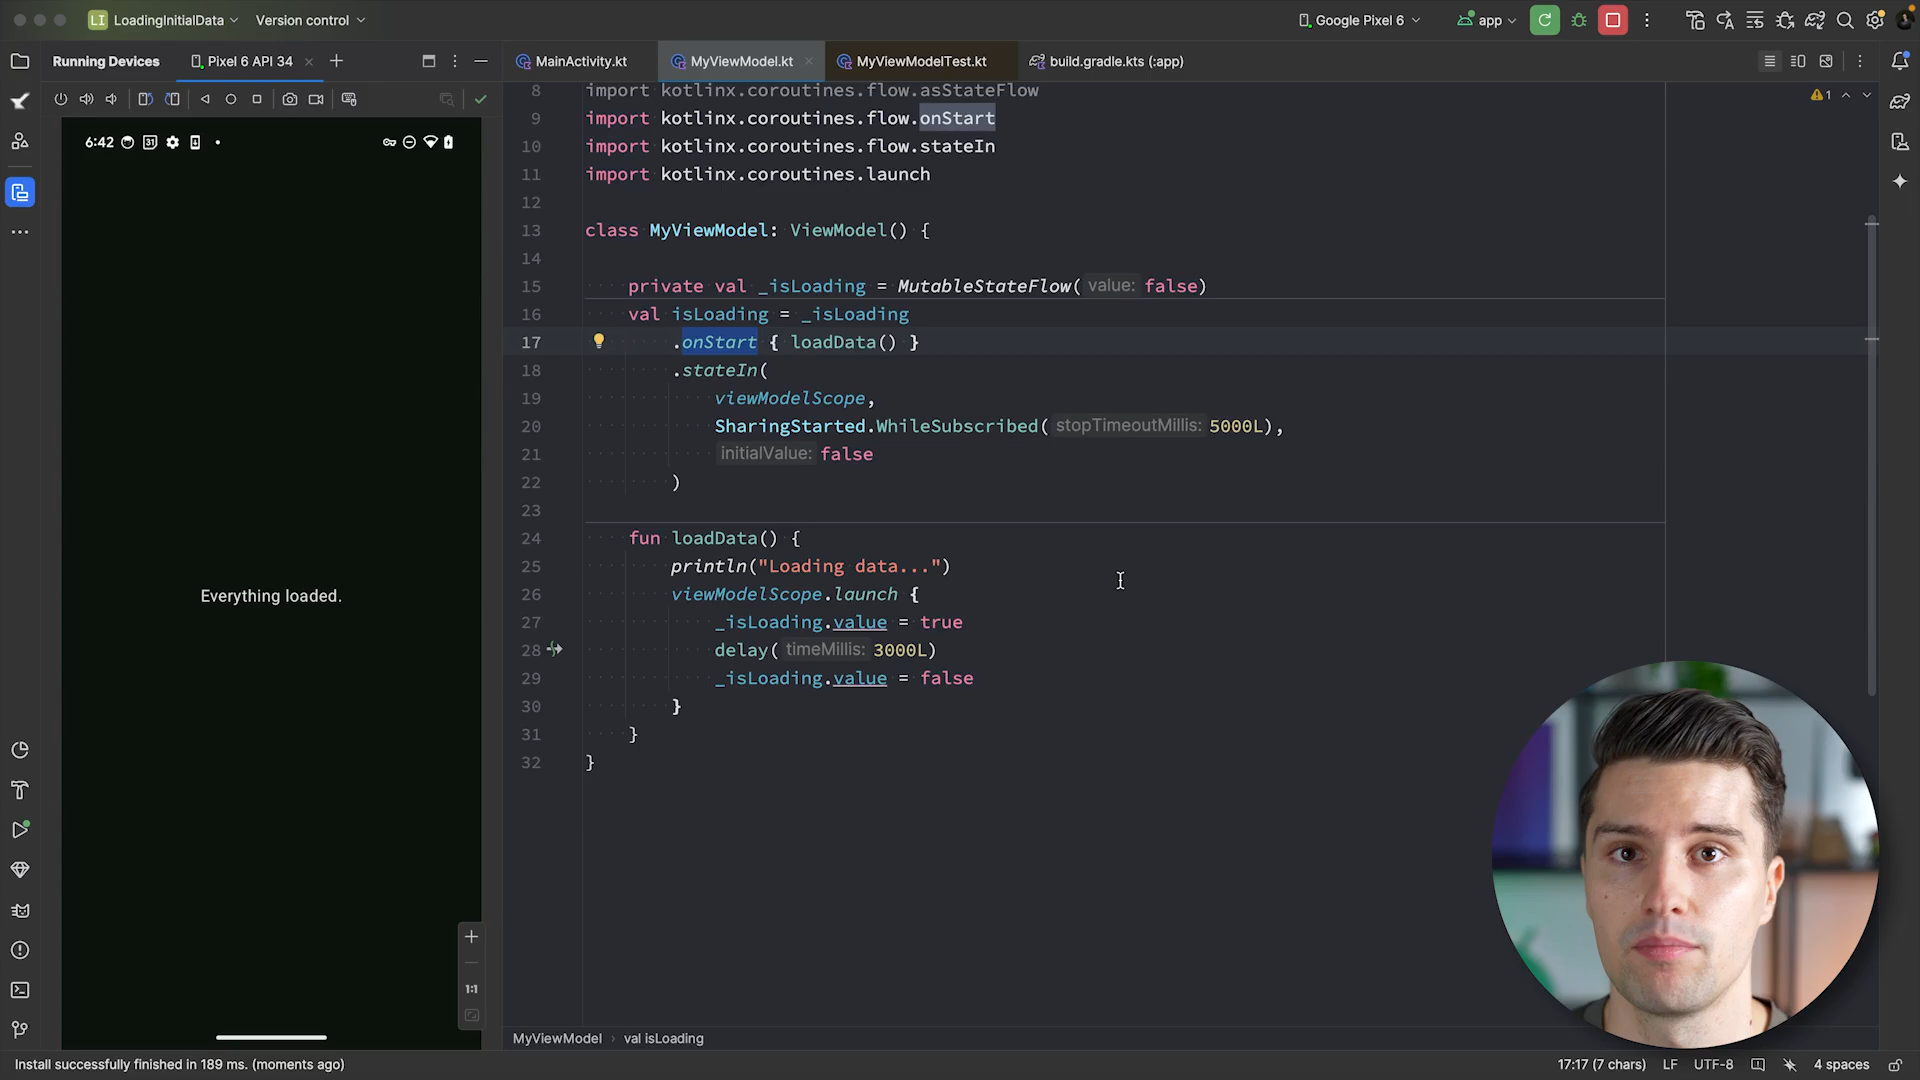 LI LoadingInitialData Version control Google Pixel 6 app
Running Devices Pixel 6 API 34 MainActivity.kt MyViewModel.kt MyViewModelTest.kt build.gradle.kts (:app)
6:42 31
Everything loaded.
1:1
1
8 import kotlinx.coroutines.flow.asStateFlow
9 import kotlinx.coroutines.flow.onStart
10 import kotlinx.coroutines.flow.stateIn
11 import kotlinx.coroutines.launch
12
13 class MyViewModel: ViewModel() {
14
15 private val _isLoading = MutableStateFlow( value: false)
16 val isLoading = _isLoading
17 .onStart { loadData() }
18 .stateIn(
19 viewModelScope,
20 SharingStarted.WhileSubscribed( stopTimeoutMillis: 5000L),
21 initialValue: false
22 )
23
24 fun loadData() {
25 println("Loading data...")
26 viewModelScope.launch {
27 _isLoading.value = true
28 delay( timeMillis: 3000L)
29 _isLoading.value = false
30 }
31 }
32 }
MyViewModel val isLoading
Install successfully finished in 189 ms. (moments ago) 17:17 (7 chars) LF UTF-8 4 spaces